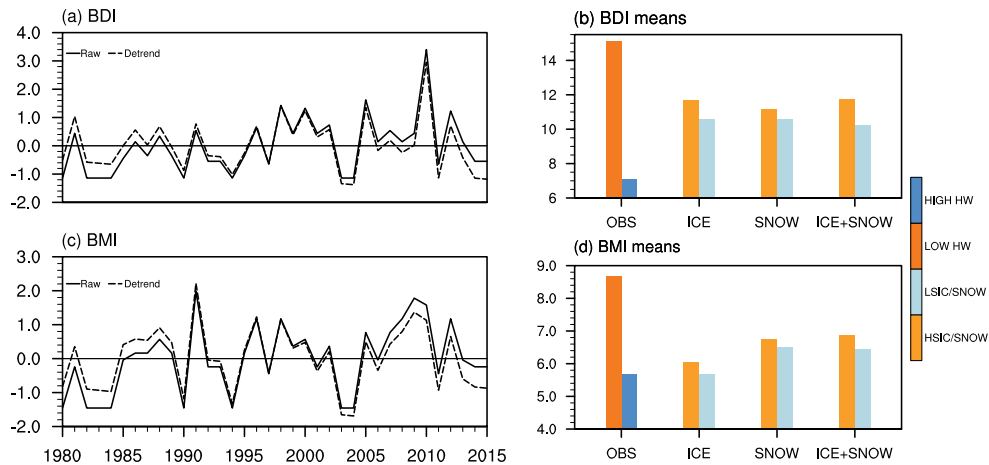 (a) BDI
4.0
3.0
2.0
1.0
0.0
-1.0
-2.0
Raw
Detrend
(b) BDI means
14
12
10
8
6
OBS
ICE
SNOW
ICE+SNOW
(c) BMI
3.0
2.0
1.0
0.0
-1.0
-2.0
Raw
Detrend
1980
1985
1990
1995
2000
2005
2010
2015
(d) BMI means
9.0
8.0
7.0
6.0
5.0
4.0
OBS
ICE
SNOW
ICE+SNOW
HIGH HW
LOW HW
LSIC/SNOW
HSIC/SNOW